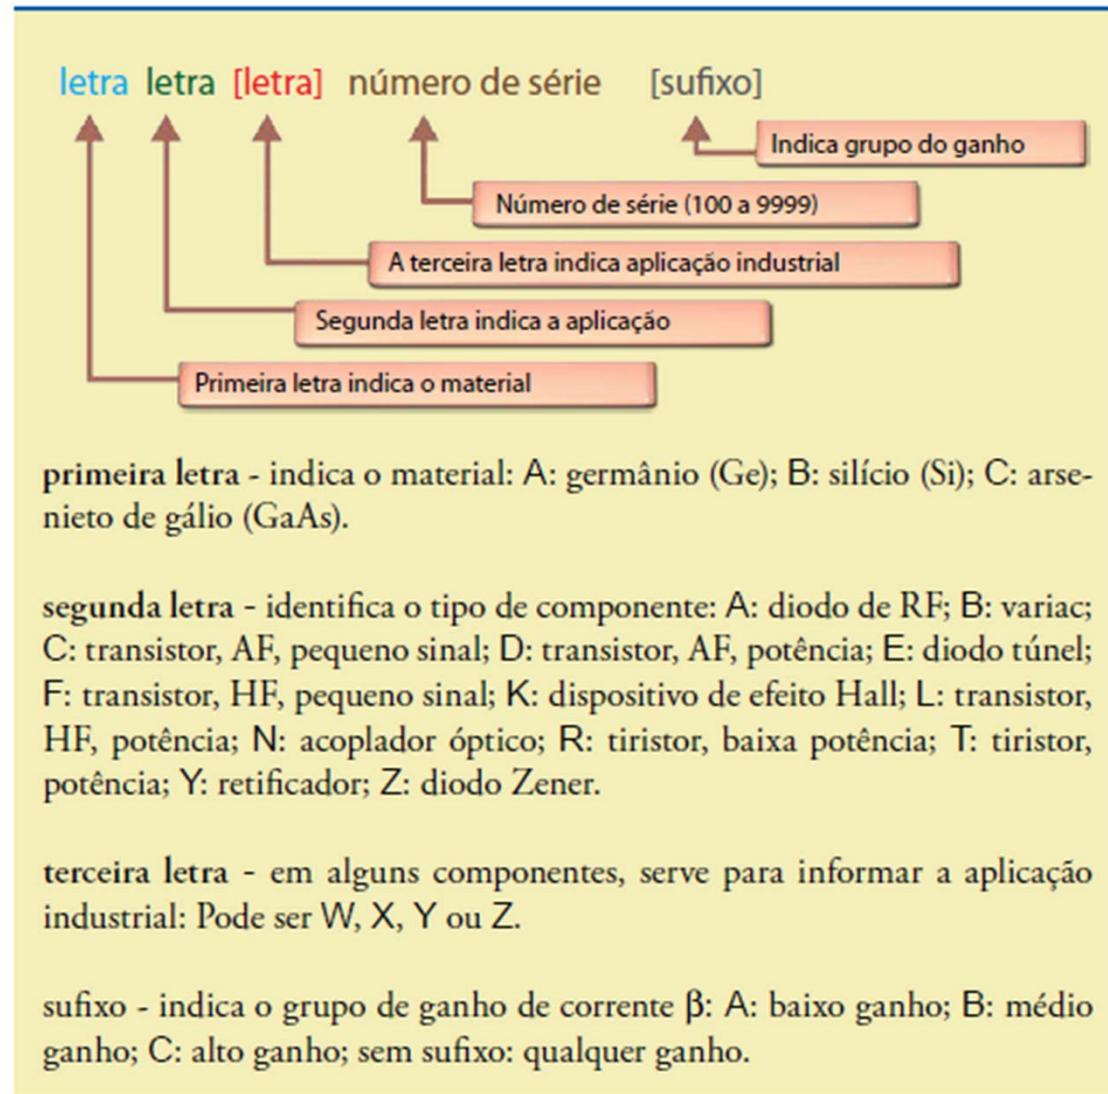 letra letra [letra] número de série [sufixo]
Indica grupo do ganho
Número de série (100 a 9999)
A terceira letra indica aplicação industrial
Segunda letra indica a aplicação
Primeira letra indica o material
primeira letra - indica o material: A: germânio (Ge); B: silício (Si); C: arse-
nieto de gálio (GaAs).
segunda letra - identifica o tipo de componente: A: diodo de RF; B: variac;
C: transistor, AF, pequeno sinal; D: transistor, AF, potência; E: diodo túnel;
F: transistor, HF, pequeno sinal; K: dispositivo de efeito Hall; L: transistor,
HF, potência; N: acoplador óptico; R: tiristor, baixa potência; T: tiristor,
potência; Y: retificador; Z: diodo Zener.
terceira letra - em alguns componentes, serve para informar a aplicação
industrial: Pode ser W, X, Y ou Z.
sufixo - indica o grupo de ganho de corrente β: A: baixo ganho; B: médio
ganho; C: alto ganho; sem sufixo: qualquer ganho.